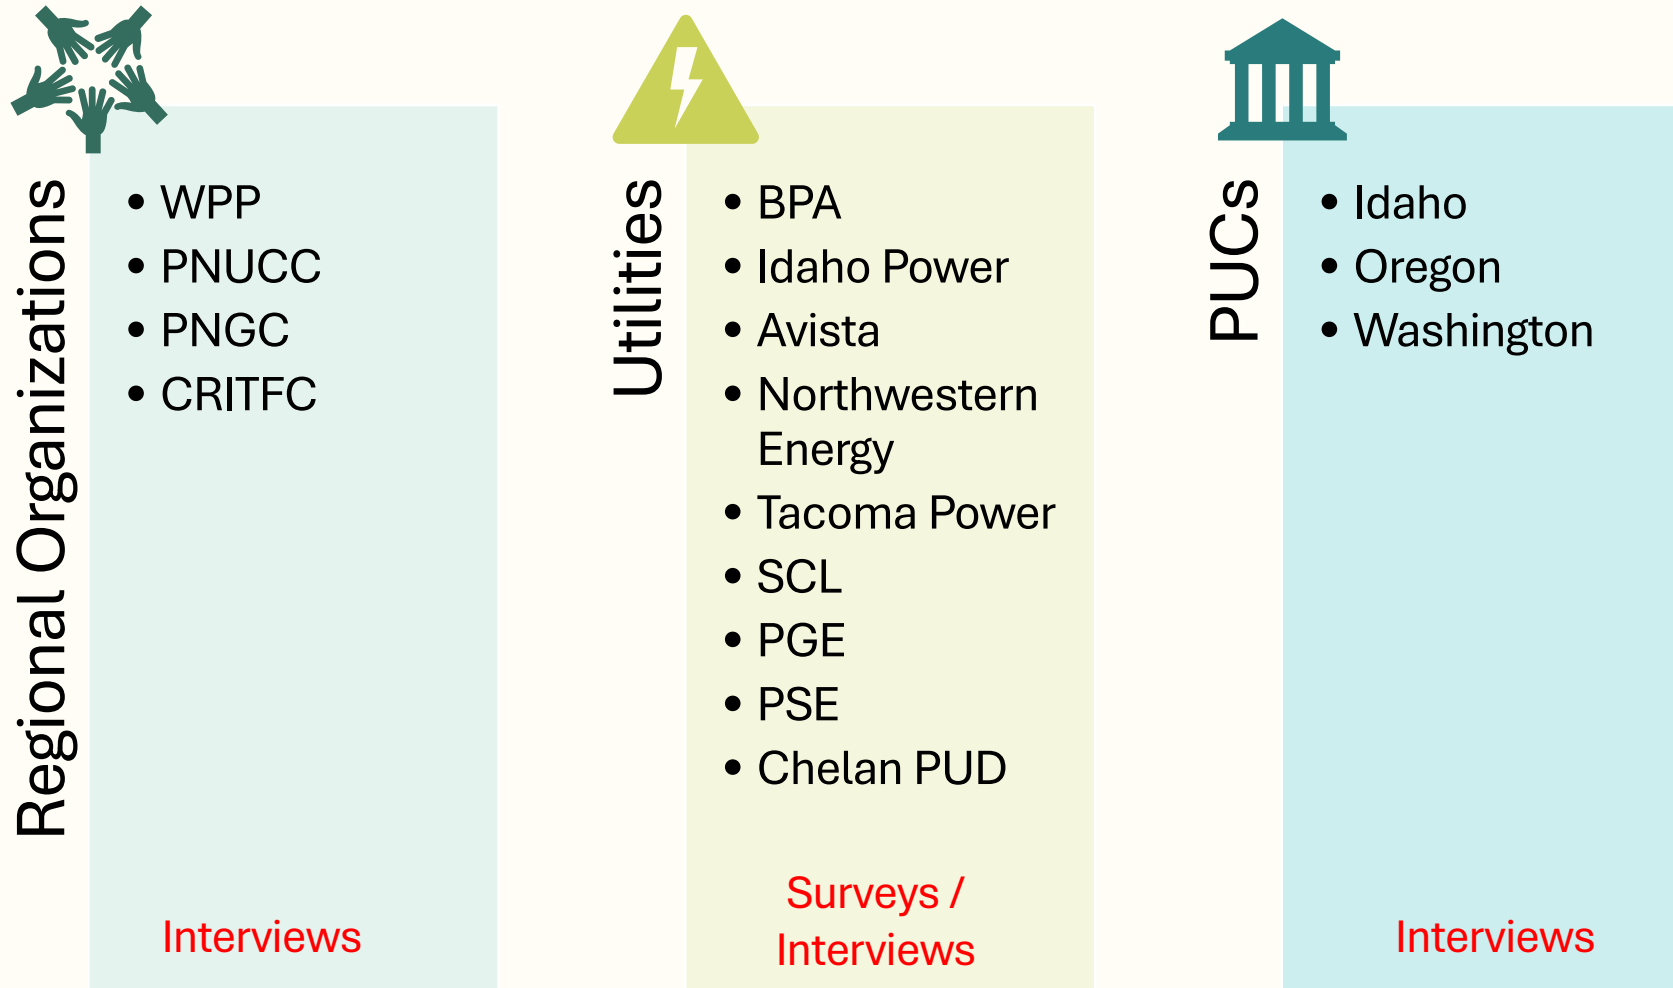 Regional Organizations
• WPP
• PNUCC
• PNGC
• CRITFC
Interviews
Utilities
• BPA
• Idaho Power
• Avista
• Northwestern
Energy
• Tacoma Power
• SCL
• PGE
• PSE
• Chelan PUD
Surveys /
Interviews
PUCs
• Idaho
• Oregon
• Washington
Interviews